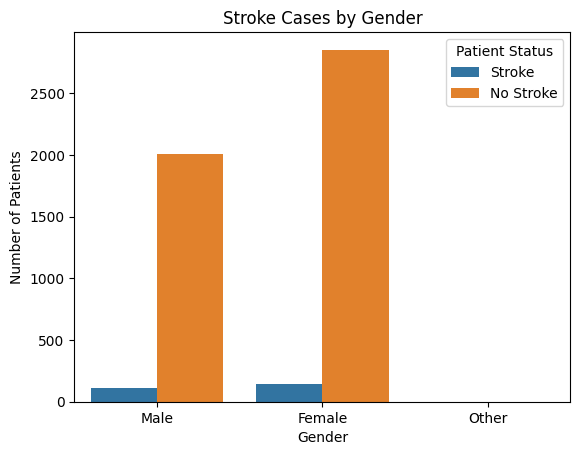 Stroke Cases by Gender
Patient Status
Stroke
No Stroke
Number of Patients
2500
2000
1500
1000
500
0
Male Female Other
Gender